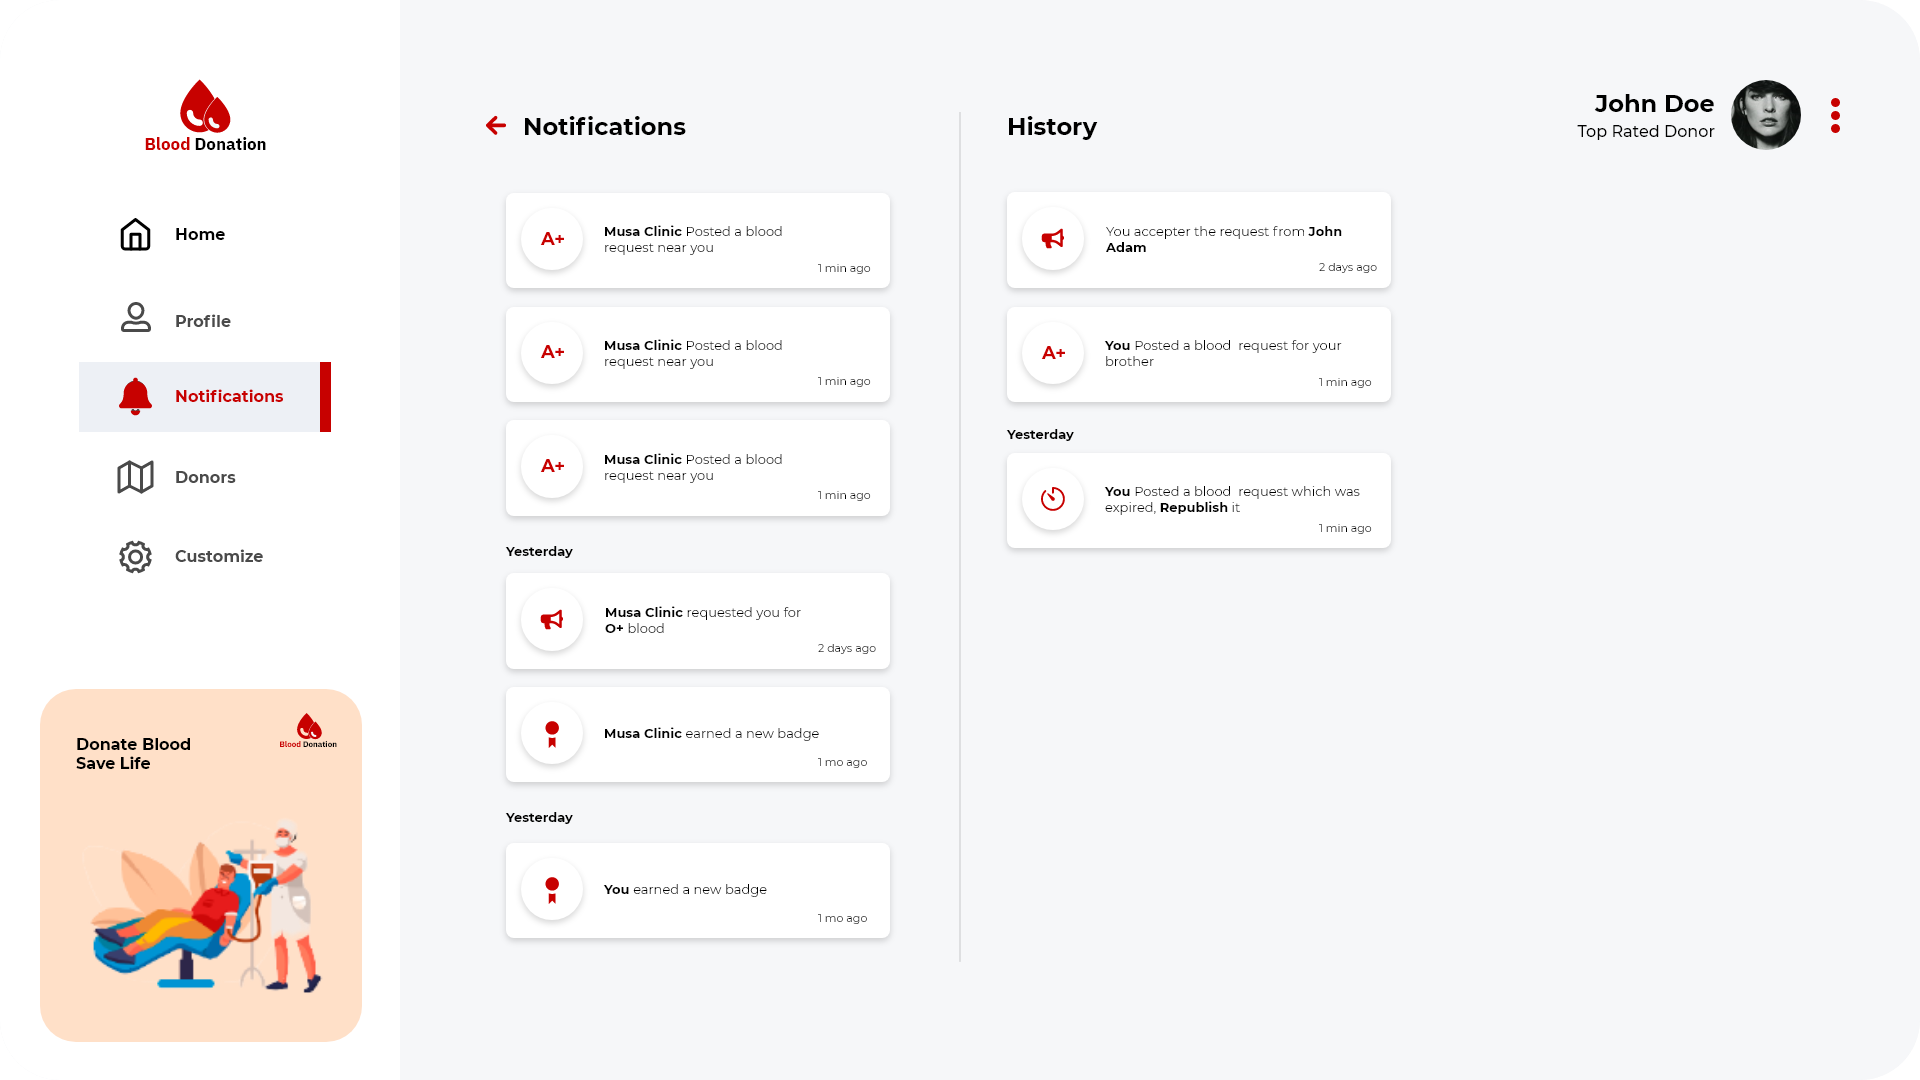 Blood Donation
Home
Profile
Notifications
Donors
Customize
Donate Blood
Save Life
Blood Donation
Notifications
A+
Musa Clinic Posted a blood
request near you
1 min ago
A+
Musa Clinic Posted a blood
request near you
1 min ago
A+
Musa Clinic Posted a blood
request near you
1 min ago
Yesterday
Musa Clinic requested you for
O+ blood
2 days ago
Musa Clinic earned a new badge
1 mo ago
Yesterday
You earned a new badge
1 mo ago
History
You accepter the request from John
Adam
2 days ago
A+
You Posted a blood request for your
brother
1 min ago
Yesterday
You Posted a blood request which was
expired, Republish it
1 min ago
John Doe
Top Rated Donor